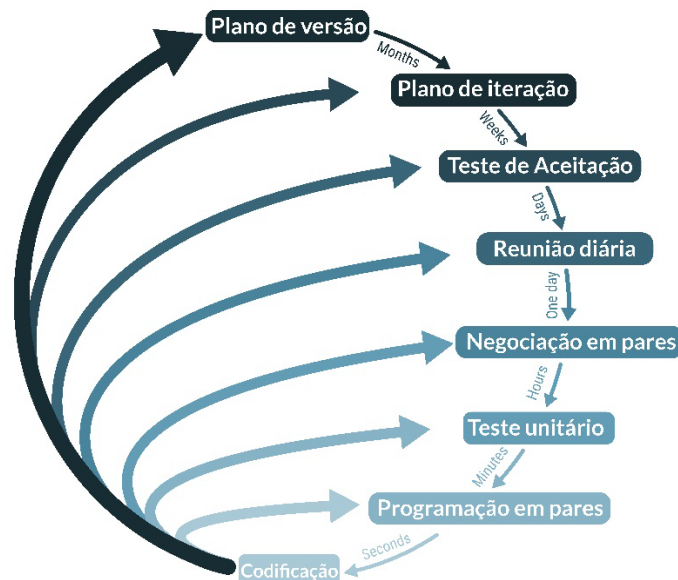 Plano de versão
Months
Plano de iteração
Weeks
Teste de Aceitação
Days
Reunião diária
One day
Negociação em pares
Hours
Teste unitário
Minutes
Programação em pares
Seconds
Codificação